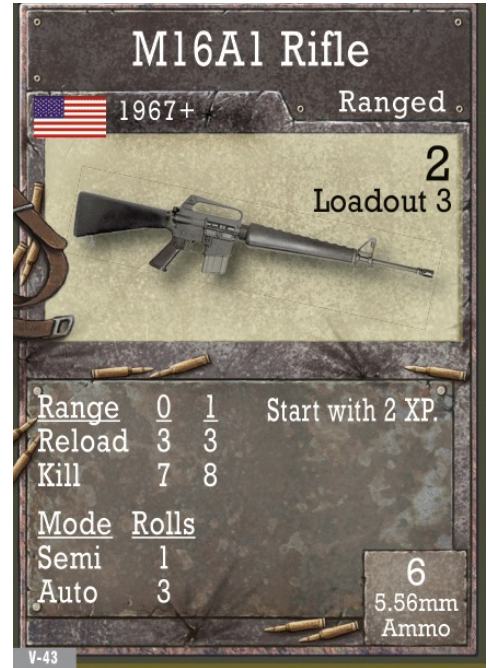 M16A1 Rifle
1967+ Ranged
2
Loadout 3
Range 0 1 Start with 2 XP.
Reload 3 3
Kill 7 8
Mode Rolls
Semi 1
Auto 3
6
5.56mm
Ammo
V-43